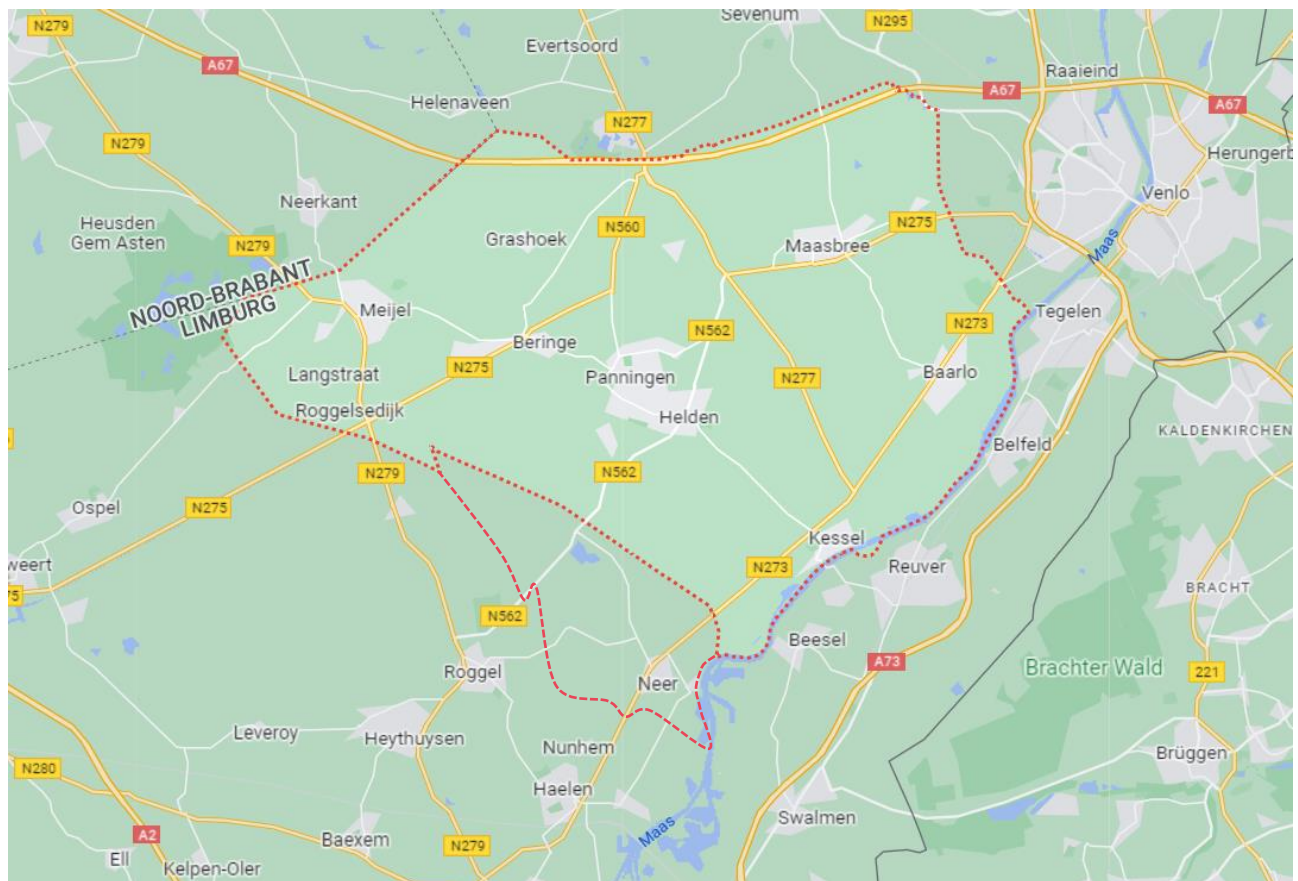 Sevenum
N295
N279
Evertsoord
A67
Raaieind
A67
A67
Helenaveen
N277
N279
Herungerb
Neerkant
Venlo
Heusden
Gem Asten
N560
N275
Grashoek
Maasbree
N279
Maas
NOORD-BRABANT
LIMBURG
Meijel
Tegelen
N273
N562
Beringe
N275
Langstraat
Panningen
N277
Baarlo
Roggelsedijk
Helden
KALDENKIRCHEN
Belfeld
N279
N562
Ospel
N275
Kessel
weert
N273
Reuver
BRACHT
75
N562
Beesel
A73
Brachter Wald
Roggel
Neer
221
Leveroy
Heythuysen
Nunhem
Brüggen
N280
Haelen
Swalmen
Maas
A2
Baexem
N279
Ell
Kelpen-Oler